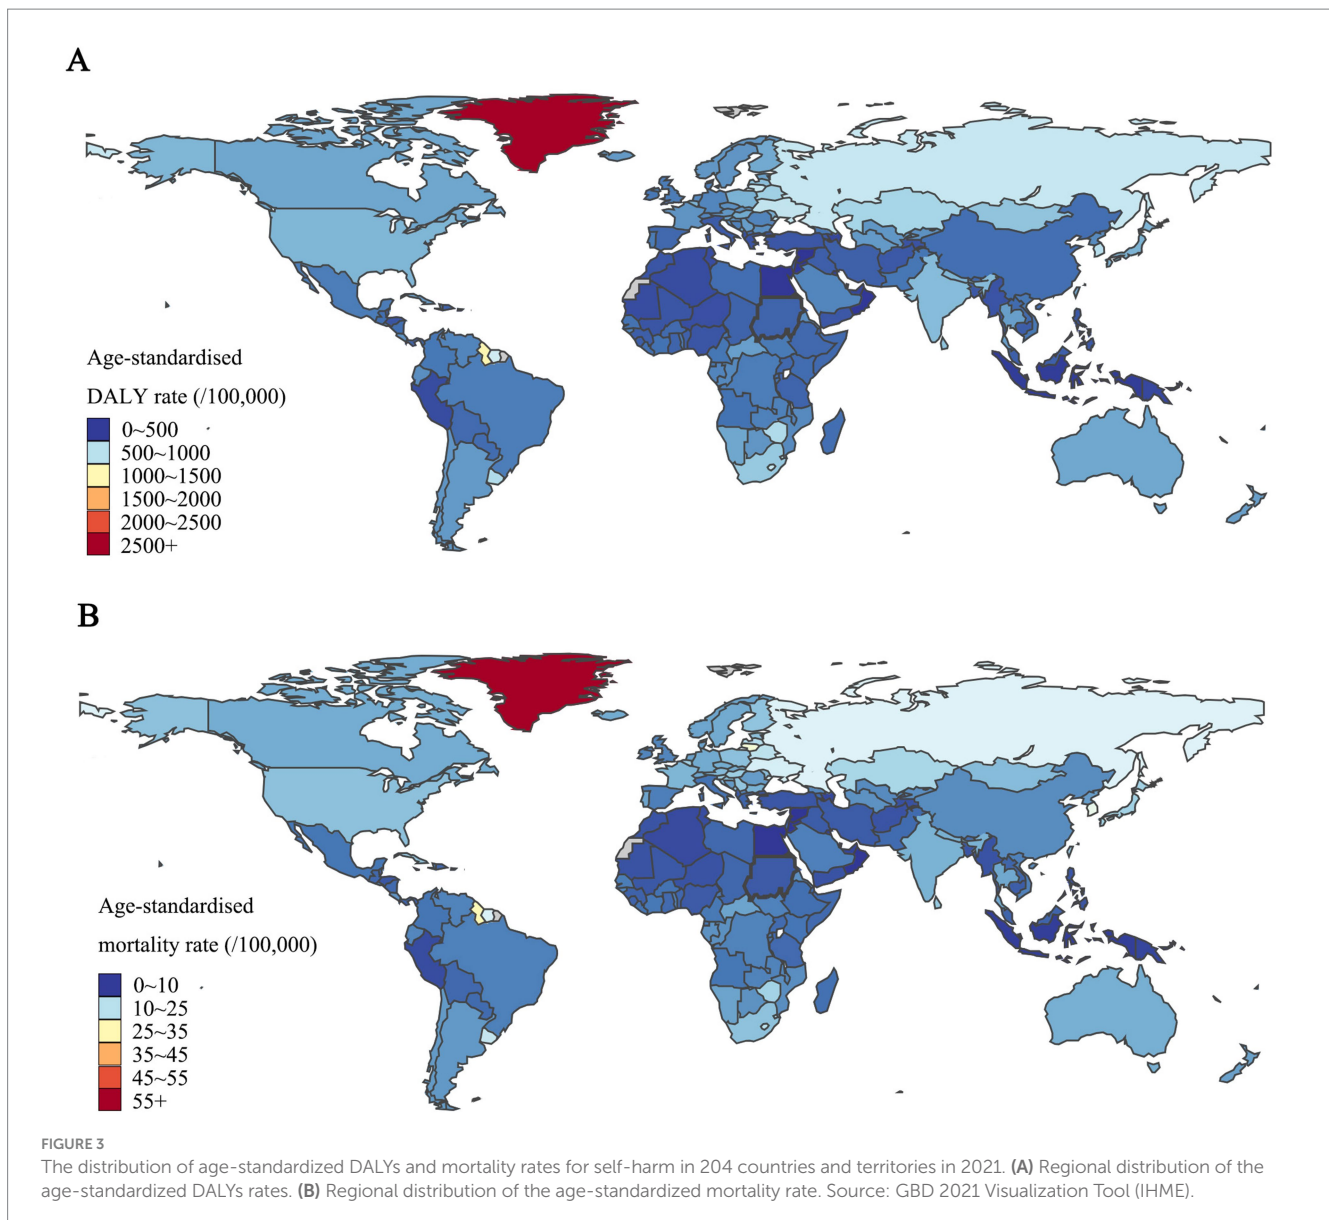 A
Age-standardised
DALY rate (/100,000)
0~500
500~1000
1000~1500
1500~2000
2000~2500
2500+
B
Age-standardised
mortality rate (/100,000)
0~10
10~25
25~35
35~45
45~55
55+
FIGURE 3
The distribution of age-standardized DALYs and mortality rates for self-harm in 204 countries and territories in 2021. (A) Regional distribution of the
age-standardized DALYs rates. (B) Regional distribution of the age-standardized mortality rate. Source: GBD 2021 Visualization Tool (IHME).